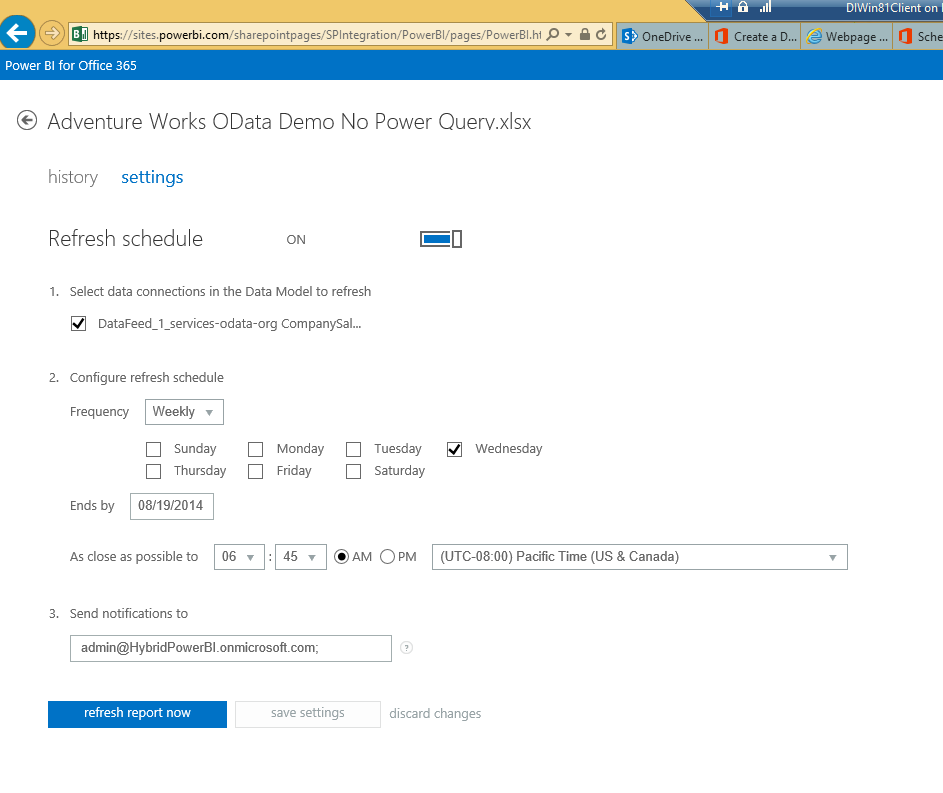 DIWin81Client on
https://sites.powerbi.com/sharepointpages/SPIntegration/PowerBI/pages/PowerBI.ht
OneDrive ... Create a D... Webpage ... Sche
Power BI for Office 365
Adventure Works OData Demo No Power Query.xlsx
history settings
Refresh schedule ON
1. Select data connections in the Data Model to refresh
DataFeed_1_services-odata-org CompanySal...
2. Configure refresh schedule
Frequency Weekly
Sunday Monday Tuesday Wednesday
Thursday Friday Saturday
Ends by 08/19/2014
As close as possible to 06 : 45 AM PM (UTC-08:00) Pacific Time (US & Canada)
3. Send notifications to
admin@HybridPowerBI.onmicrosoft.com; ?
refresh report now save settings discard changes